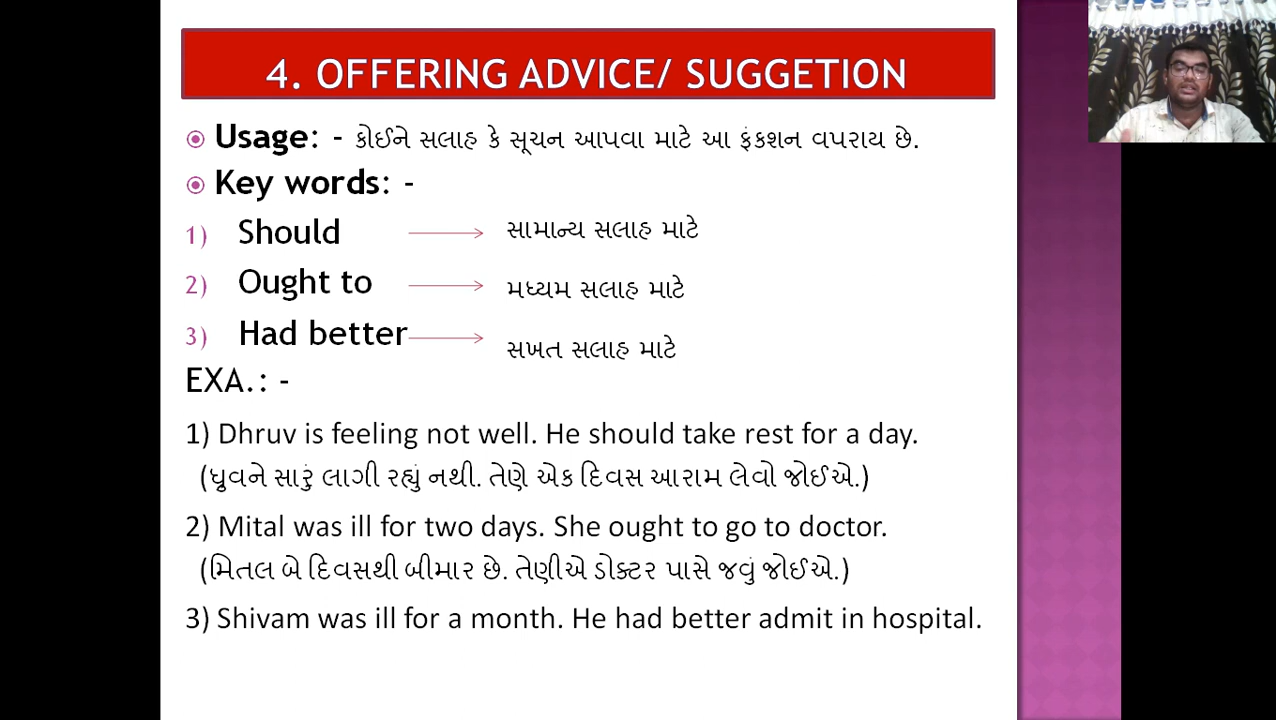 4. OFFERING ADVICE/ SUGGETION
Usage: - કોઈને સલાહ કે સૂચન આપવા માટે આ ફંકશન વપરાય છે.
Key words: -
1) Should સામાન્ય સલાહ માટે
2) Ought to મધ્યમ સલાહ માટે
3) Had better સખત સલાહ માટે
EXA.: -
1) Dhruv is feeling not well. He should take rest for a day.
(ધ્રુવને સારું લાગી રહ્યું નથી. તેણે એક દિવસ આરામ લેવો જોઈએ.)
2) Mital was ill for two days. She ought to go to doctor.
(મિતલ બે દિવસથી બીમાર છે. તેણીએ ડોક્ટર પાસે જવું જોઈએ.)
3) Shivam was ill for a month. He had better admit in hospital.